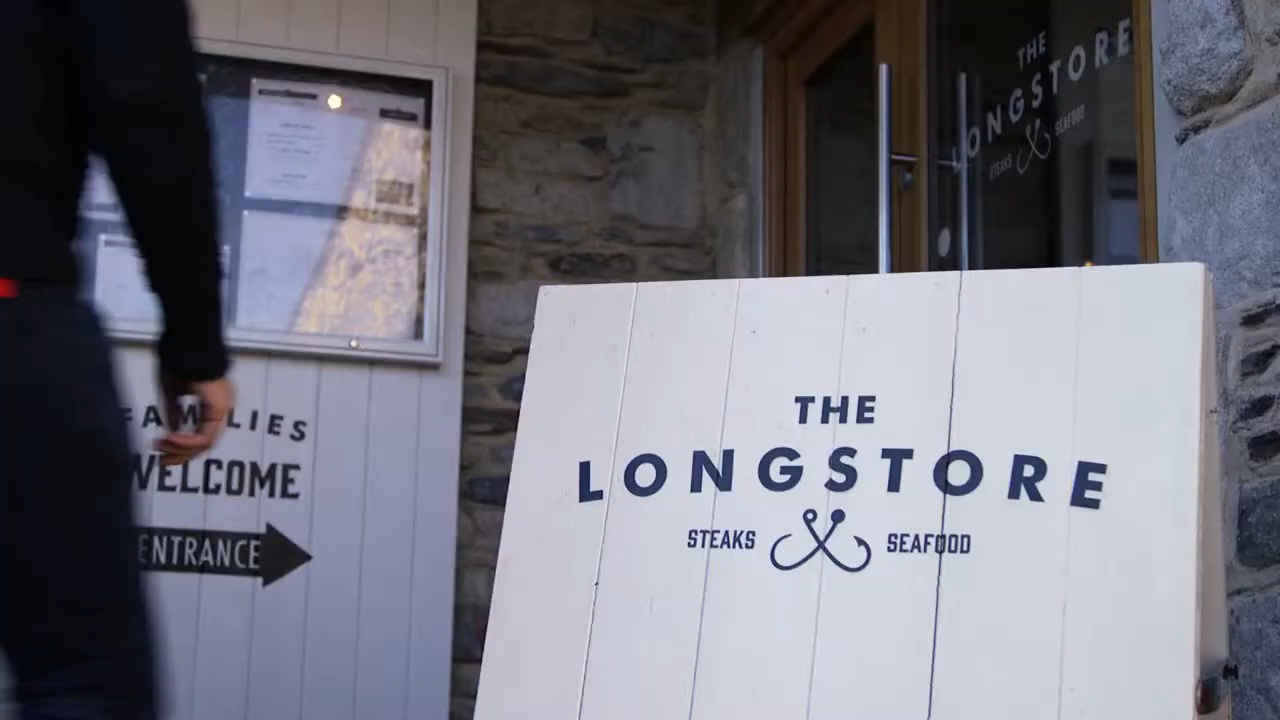 FAMILIES
WELCOME
ENTRANCE
THE
LONGSTORE
STEAKS SEAFOOD
THE
LONGSTORE
STEAKS SEAFOOD